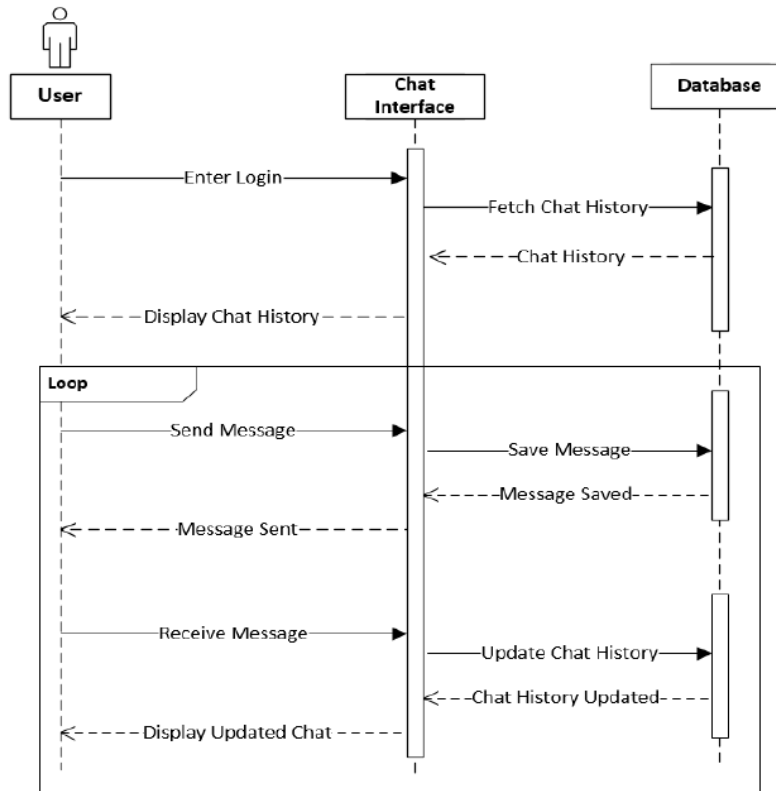 User
Chat
Interface
Database
Enter Login
Fetch Chat History
Chat History
Display Chat History
Loop
Send Message
Save Message
Message Saved
Message Sent
Receive Message
Update Chat History
Chat History Updated
Display Updated Chat